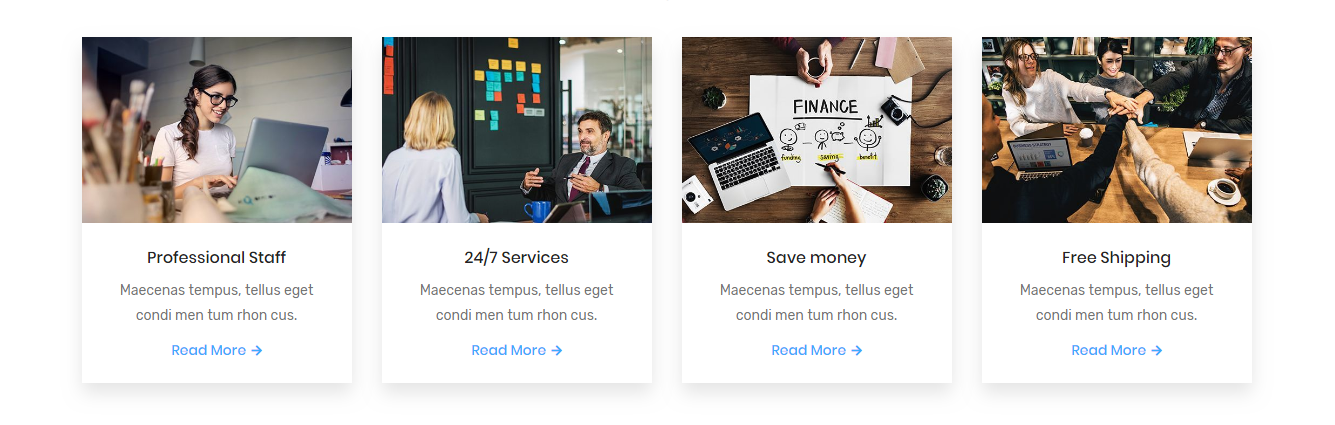 Professional Staff
Maecenas tempus, tellus eget
condi men tum rhon cus.
Read More →
24/7 Services
Maecenas tempus, tellus eget
condi men tum rhon cus.
Read More →
FINANCE
funding saving benefit
Save money
Maecenas tempus, tellus eget
condi men tum rhon cus.
Read More →
BUSINESS STRATEGY
Free Shipping
Maecenas tempus, tellus eget
condi men tum rhon cus.
Read More →